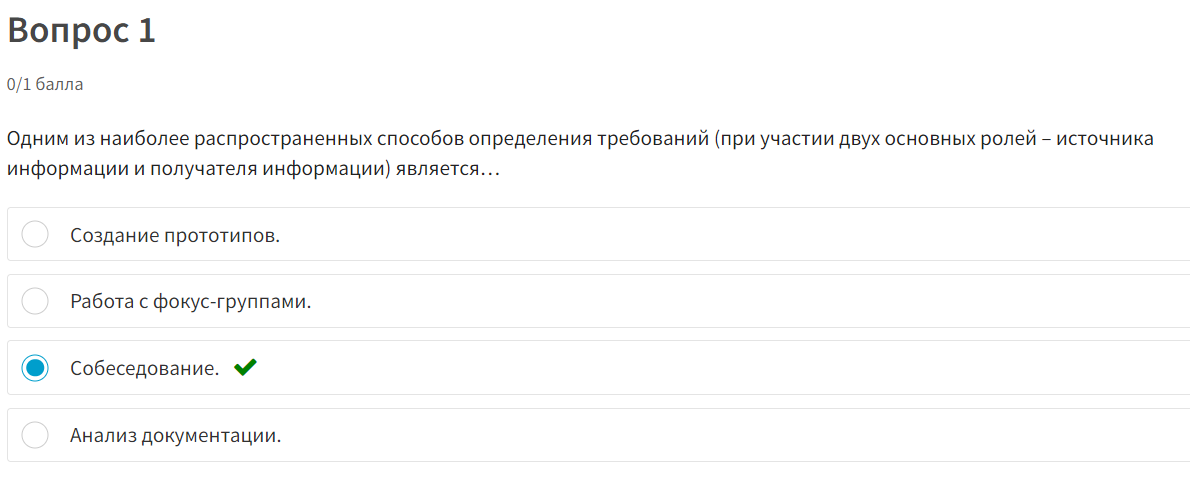 Вопрос 1
0/1 балла
Одним из наиболее распространенных способов определения требований (при участии двух основных ролей – источника
информации и получателя информации) является…
Создание прототипов.
Работа с фокус-группами.
Собеседование.
Анализ документации.